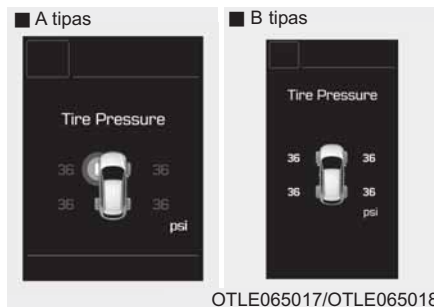 ■ A tipas
■ B tipas
Tire Pressure
36 36
36 36
psi
Tire Pressure
36 36
36 36
psi
OTLE065017/OTLE065018